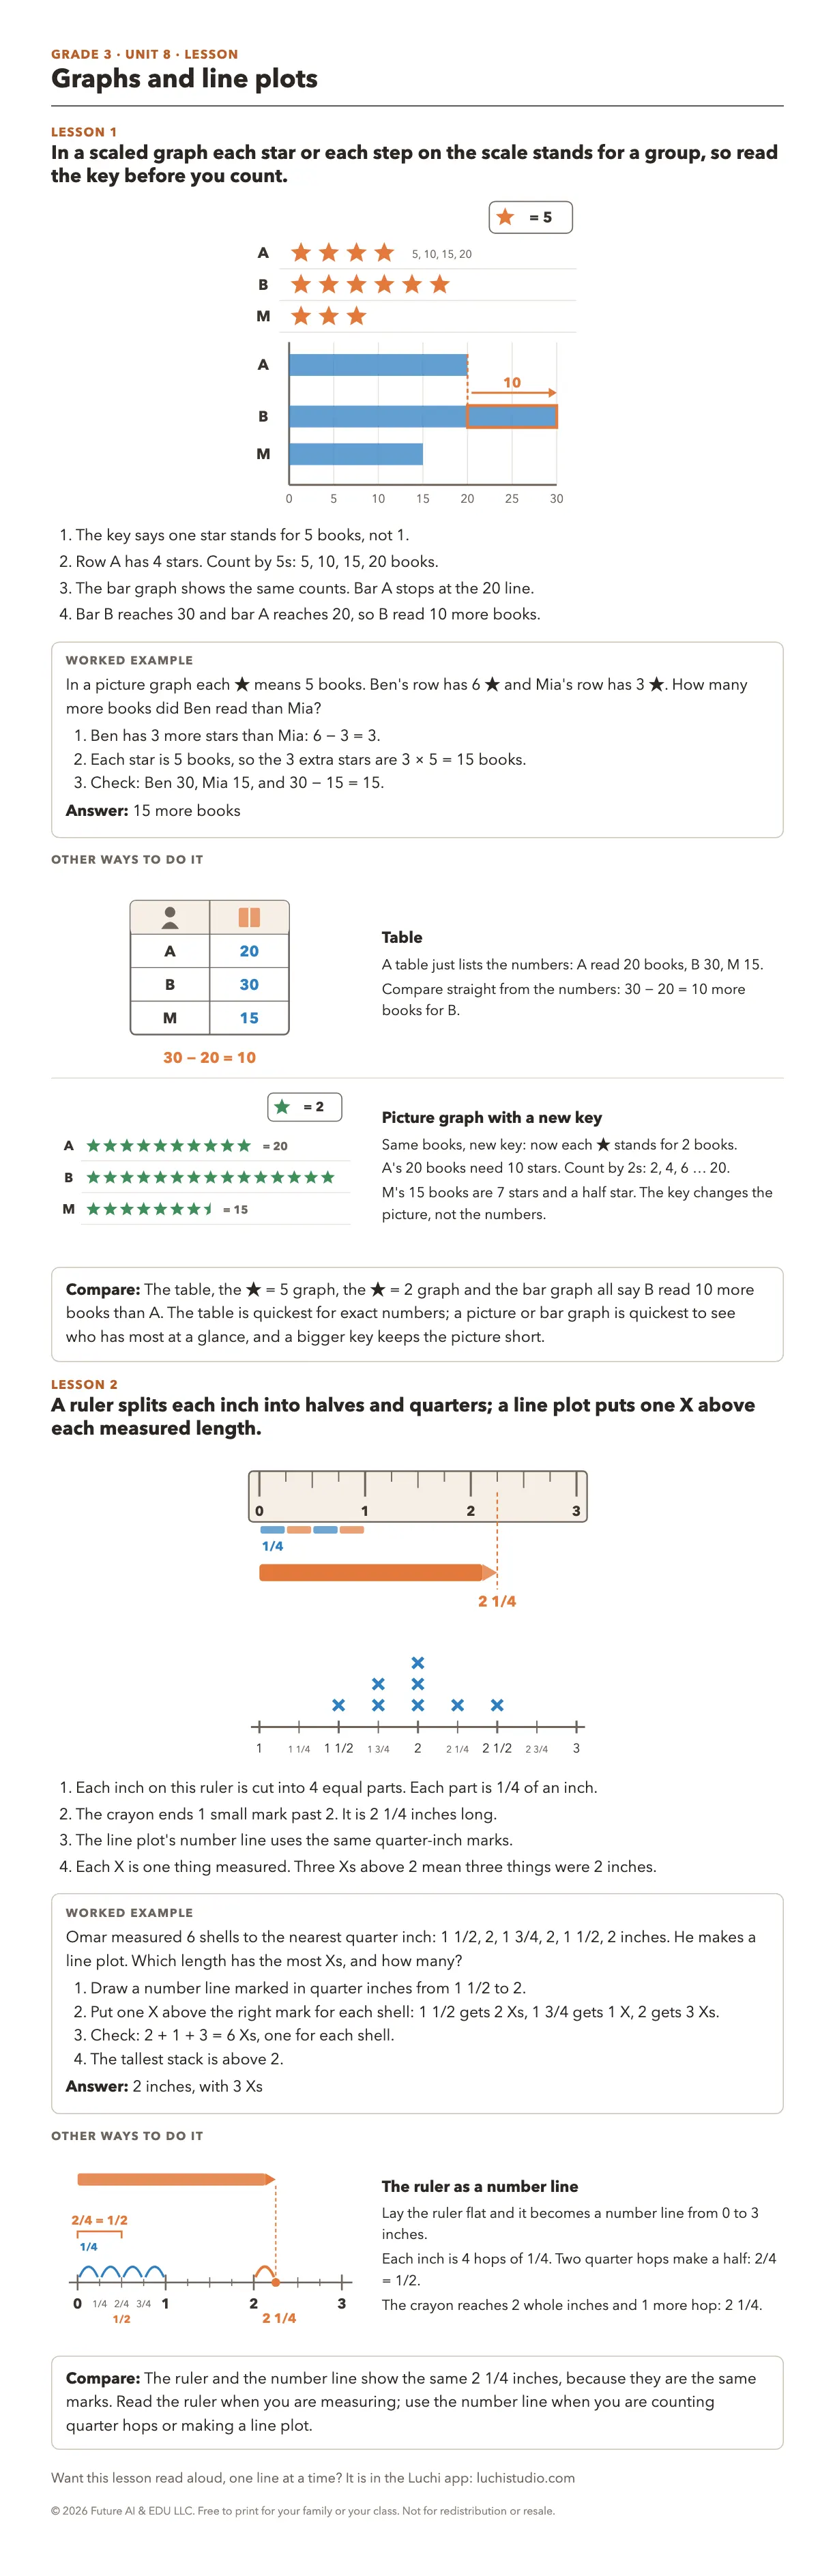 GRADE 3 · UNIT 8 · LESSON
Graphs and line plots
LESSON 1
In a scaled graph each star or each step on the scale stands for a group, so read
the key before you count.
★ = 5
A ★★★★ 5, 10, 15, 20
B ★★★★★★
M ★★★
A
10
B
M
0 5 10 15 20 25 30
1. The key says one star stands for 5 books, not 1.
2. Row A has 4 stars. Count by 5s: 5, 10, 15, 20 books.
3. The bar graph shows the same counts. Bar A stops at the 20 line.
4. Bar B reaches 30 and bar A reaches 20, so B read 10 more books.
WORKED EXAMPLE
In a picture graph each ★ means 5 books. Ben's row has 6 ★ and Mia's row has 3 ★. How many
more books did Ben read than Mia?
1. Ben has 3 more stars than Mia: 6 − 3 = 3.
2. Each star is 5 books, so the 3 extra stars are 3 × 5 = 15 books.
3. Check: Ben 30, Mia 15, and 30 − 15 = 15.
Answer: 15 more books
OTHER WAYS TO DO IT
A 20
B 30
M 15
30 − 20 = 10
Table
A table just lists the numbers: A read 20 books, B 30, M 15.
Compare straight from the numbers: 30 − 20 = 10 more
books for B.
★ = 2
A ★★★★★★★★★★ = 20
B ★★★★★★★★★★★★★★★
M ★★★★★★★ = 15
Picture graph with a new key
Same books, new key: now each ★ stands for 2 books.
A's 20 books need 10 stars. Count by 2s: 2, 4, 6 … 20.
M's 15 books are 7 stars and a half star. The key changes the
picture, not the numbers.
Compare: The table, the ★ = 5 graph, the ★ = 2 graph and the bar graph all say B read 10 more
books than A. The table is quickest for exact numbers; a picture or bar graph is quickest to see
who has most at a glance, and a bigger key keeps the picture short.
LESSON 2
A ruler splits each inch into halves and quarters; a line plot puts one X above
each measured length.
0 1 2 3
1/4
2 1/4
1 1 1/4 1 1/2 1 3/4 2 2 1/4 2 1/2 2 3/4 3
1. Each inch on this ruler is cut into 4 equal parts. Each part is 1/4 of an inch.
2. The crayon ends 1 small mark past 2. It is 2 1/4 inches long.
3. The line plot's number line uses the same quarter-inch marks.
4. Each X is one thing measured. Three Xs above 2 mean three things were 2 inches.
WORKED EXAMPLE
Omar measured 6 shells to the nearest quarter inch: 1 1/2, 2, 1 3/4, 2, 1 1/2, 2 inches. He makes a
line plot. Which length has the most Xs, and how many?
1. Draw a number line marked in quarter inches from 1 1/2 to 2.
2. Put one X above the right mark for each shell: 1 1/2 gets 2 Xs, 1 3/4 gets 1 X, 2 gets 3 Xs.
3. Check: 2 + 1 + 3 = 6 Xs, one for each shell.
4. The tallest stack is above 2.
Answer: 2 inches, with 3 Xs
OTHER WAYS TO DO IT
2/4 = 1/2
1/4
0 1/4 2/4 3/4 1 2 3
1/2 2 1/4
The ruler as a number line
Lay the ruler flat and it becomes a number line from 0 to 3
inches.
Each inch is 4 hops of 1/4. Two quarter hops make a half: 2/4
= 1/2.
The crayon reaches 2 whole inches and 1 more hop: 2 1/4.
Compare: The ruler and the number line show the same 2 1/4 inches, because they are the same
marks. Read the ruler when you are measuring; use the number line when you are counting
quarter hops or making a line plot.
Want this lesson read aloud, one line at a time? It is in the Luchi app: luchistudio.com
© 2026 Future AI & EDU LLC. Free to print for your family or your class. Not for redistribution or resale.